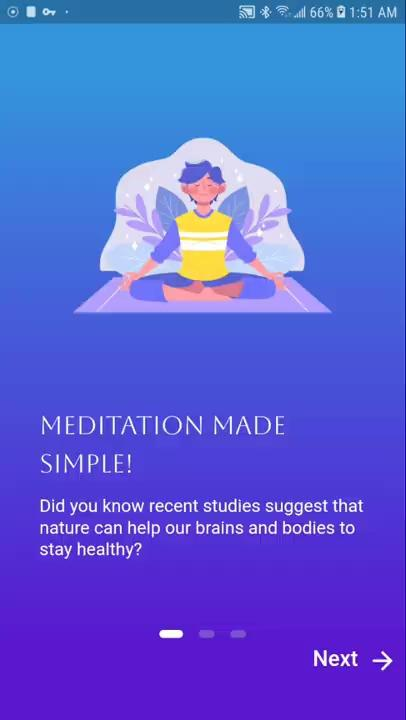 66% 1:51 AM
MEDITATION MADE
SIMPLE!
Did you know recent studies suggest that
nature can help our brains and bodies to
stay healthy?
Next